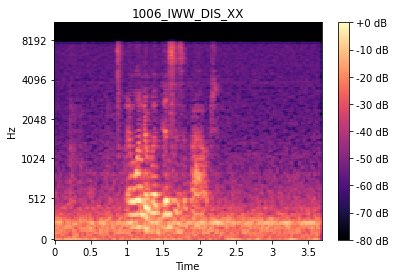 1006_IWW_DIS_XX
Hz
8192
4096
2048
1024
512
0
0 0.5 1 1.5 2 2.5 3 3.5
Time
+0 dB
-10 dB
-20 dB
-30 dB
-40 dB
-50 dB
-60 dB
-70 dB
-80 dB